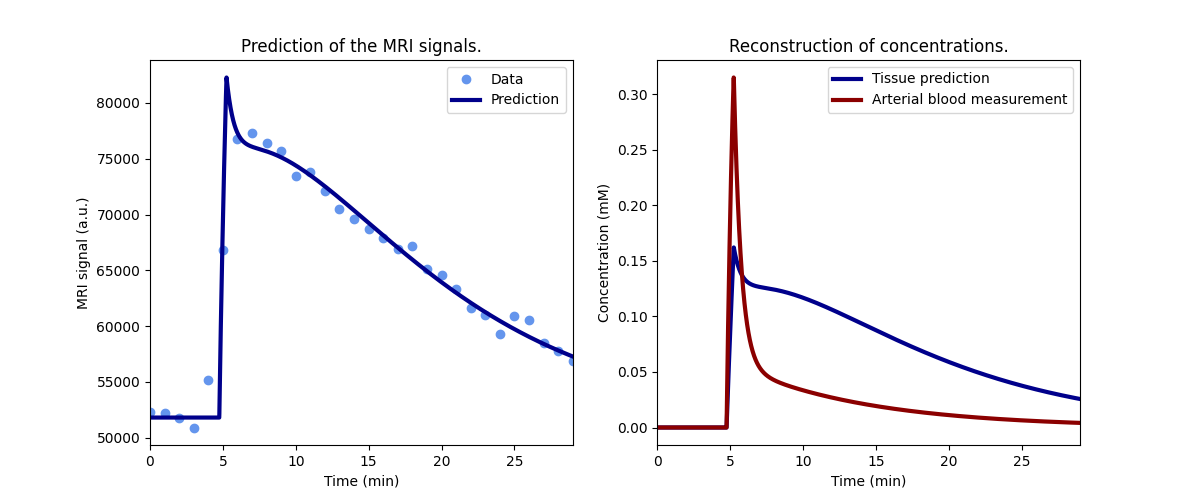 Prediction of the MRI signals.
MRI signal (a.u.)
80000
75000
70000
65000
60000
55000
50000
Data
Prediction
0
5
10
15
20
25
Time (min)
Reconstruction of concentrations.
Concentration (mM)
0.30
0.25
0.20
0.15
0.10
0.05
0.00
Tissue prediction
Arterial blood measurement
0
5
10
15
20
25
Time (min)